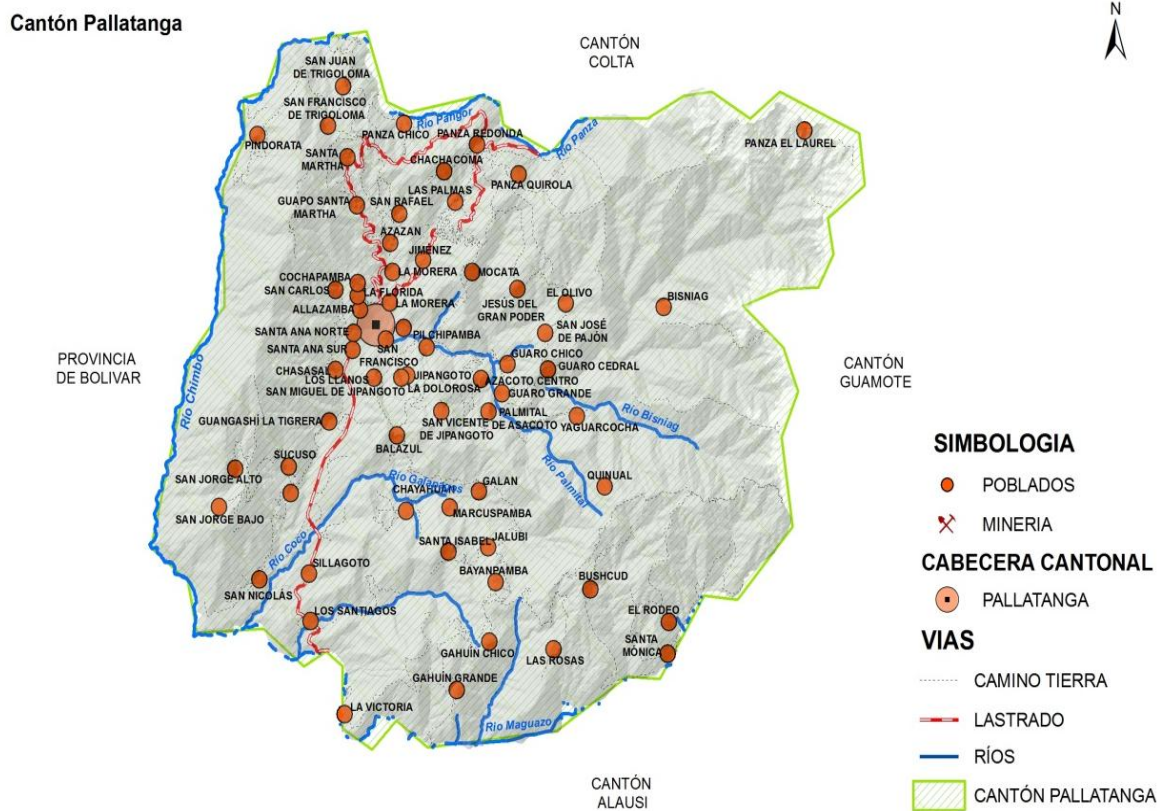 Cantón Pallatanga
N
CANTÓN
COLTA
SAN JUAN
DE TRIGOLOMA
SAN FRANCISCO
DE TRIGOLOMA
PINDORATA
SANTA
MARTHA
PANZA CHICO
Rio Pangor
PANZA REDONDA
Rio Panza
PANZA EL LAUREL
CHACHACOMA
PANZA QUIROLA
LAS PALMAS
GUAPO SANTA
MARTHA
SAN RAFAEL
AZAZAN
JIMENEZ
LA MORERA
MOCATA
COCHAPAMBA
SAN CARLOS
LA FLORIDA
LA MORERA
ALLAZAMBA
JESÚS DEL
GRAN PODER
EL OLIVO
BISNIAG
SANTA ANA NORTE
PILCHIPAMBA
SAN JOSÉ
DE PAJÓN
SANTA ANA SUR
SAN
FRANCISCO
GUARO CHICO
PROVINCIA
DE BOLIVAR
CANTÓN
GUAMOTE
CHASASAL
LOS LLANOS
JIPANGOTO
GUARO CEDRAL
AZACOTO CENTRO
SAN MIGUEL DE JIPANGOTO
LA DOLOROSA
GUARO GRANDE
Río Chimbo
GUANGASHÍ LA TIGRERA
SAN VICENTE
DE JIPANGOTO
PALMITAL
DE ASACOTO
YAGUARCOCHA
Río Bisniag
BALAZUL
SUCUSO
SAN JORGE ALTO
Rio Galapagos
GALAN
QUINUAL
Río Palmital
CHAYAHUAN
SAN JORGE BAJO
MARCUSPAMBA
Río Coco
SANTA ISABEL
JALUBI
SILLAGOTO
BAYANPAMBA
BUSHCUD
SAN NICOLÁS
LOS SANTIAGOS
EL RODEO
SANTA
MÓNICA
GAHUÍN CHICO
LAS ROSAS
GAHUÍN GRANDE
LA VICTORIA
Rio Maguazo
CANTÓN
ALAUSI
SIMBOLOGIA
POBLADOS
MINERIA
CABECERA CANTONAL
PALLATANGA
VIAS
CAMINO TIERRA
LASTRADO
RÍOS
CANTÓN PALLATANGA